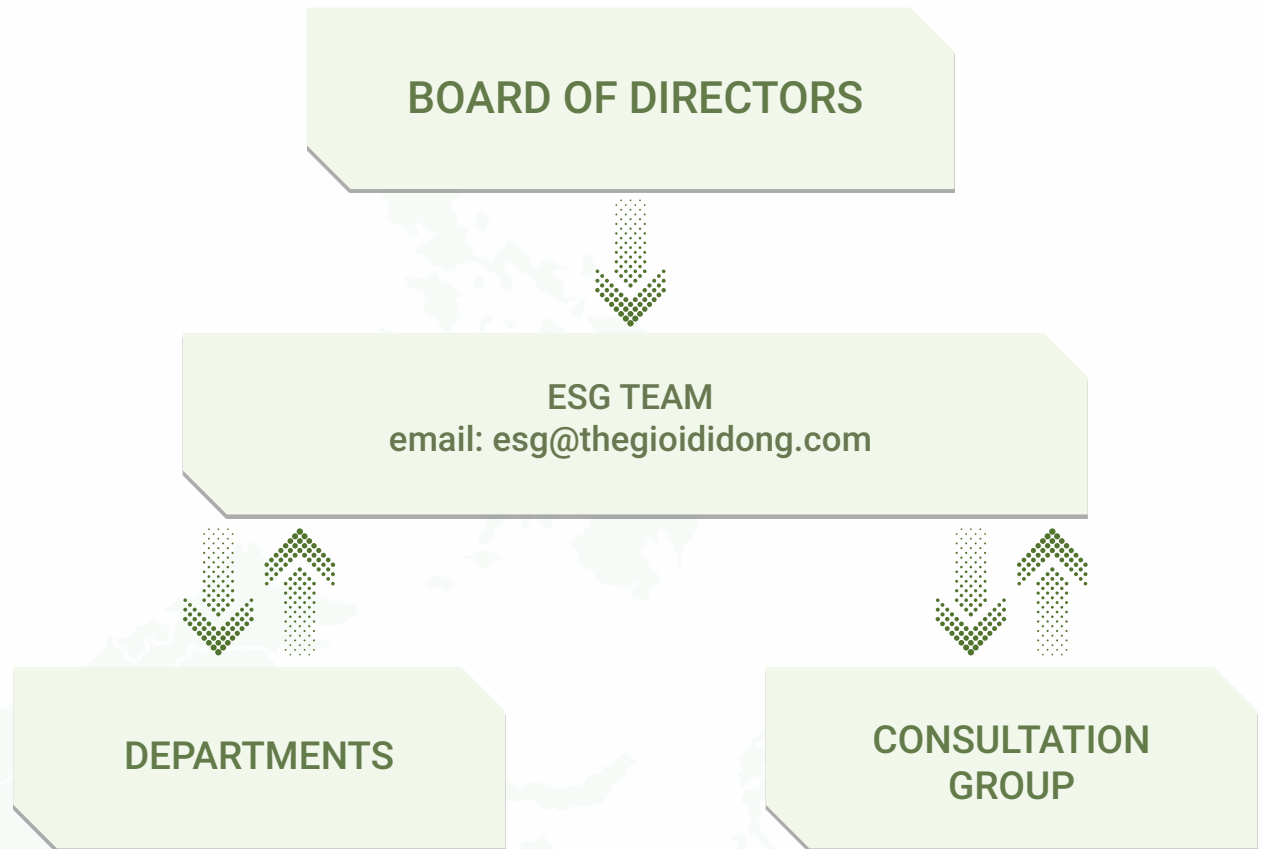 BOARD OF DIRECTORS
ESG TEAM
email: esg@thegioididong.com
DEPARTMENTS
CONSULTATION
GROUP